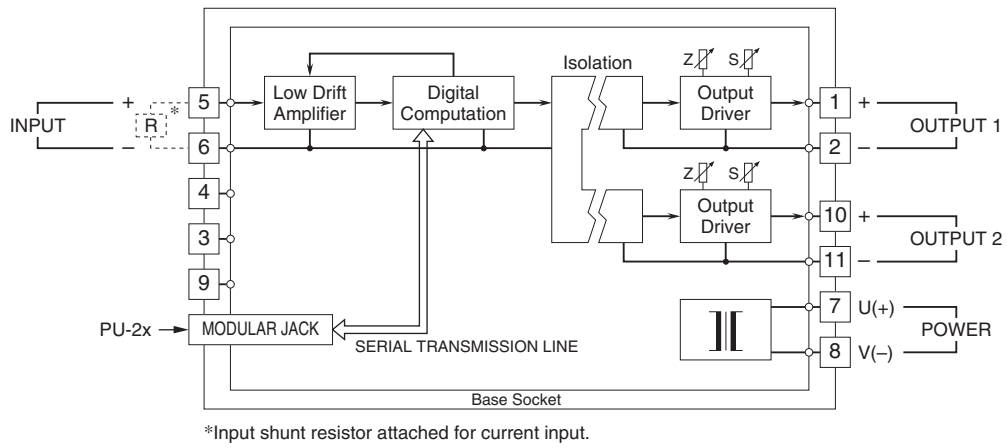 Isolation
Z
S
5
Low Drift
Amplifier
Digital
Computation
Output
Driver
1
+
INPUT
+
R
*
–
OUTPUT 1
6
2
–
4
Z
S
3
Output
Driver
10
+
OUTPUT 2
11
–
9
7
U(+)
PU-2x
MODULAR JACK
SERIAL TRANSMISSION LINE
POWER
8
V(–)
Base Socket
*Input shunt resistor attached for current input.